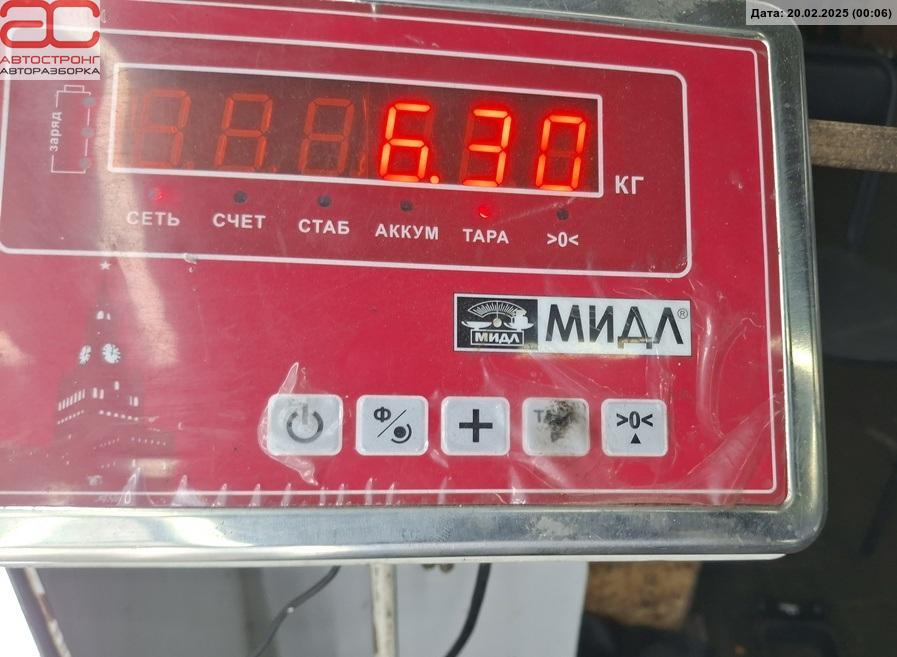 Дата: 20.02.2025 (00:06)
АС
АВТОСТРОНГ
АВТОРАЗБОРКА
заряд
6.30
КГ
СЕТЬ СЧЕТ СТАБ АККУМ ТАРА >0<
МИДЛ МИДЛ®
Ф + >0<